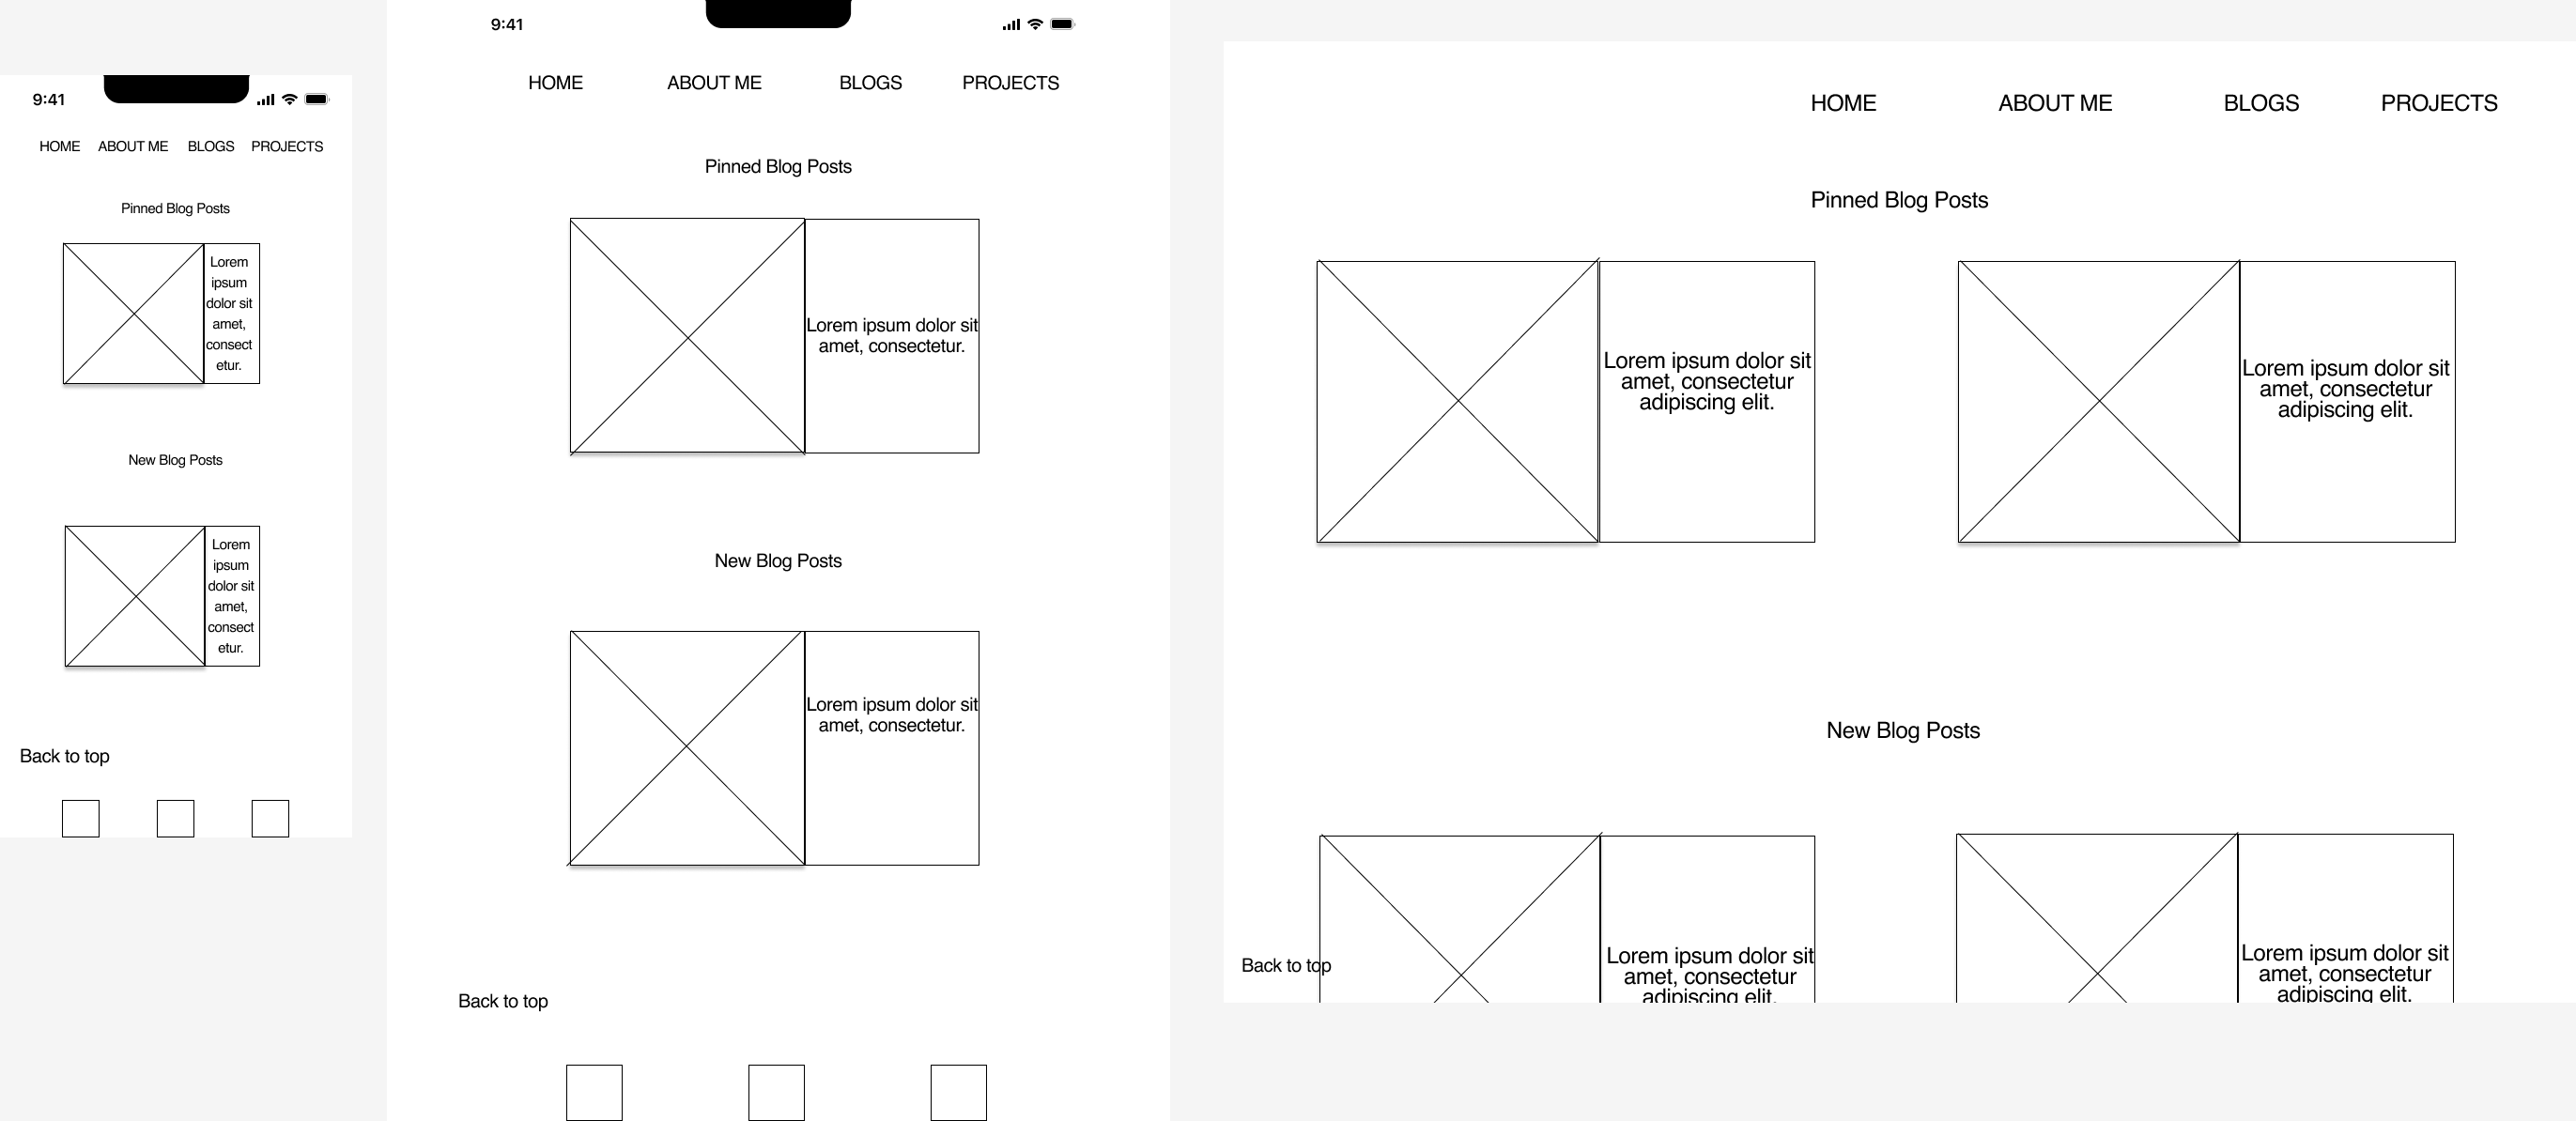 9:41
HOME ABOUT ME BLOGS PROJECTS
Pinned Blog Posts
Lorem
ipsum
dolor sit
amet,
consect
etur.
New Blog Posts
Lorem
ipsum
dolor sit
amet,
consect
etur.
Back to top
9:41
HOME ABOUT ME BLOGS PROJECTS
Pinned Blog Posts
Lorem ipsum dolor sit
amet, consectetur.
New Blog Posts
Lorem ipsum dolor sit
amet, consectetur.
Back to top
HOME ABOUT ME BLOGS PROJECTS
Pinned Blog Posts
Lorem ipsum dolor sit
amet, consectetur
adipiscing elit.
Lorem ipsum dolor sit
amet, consectetur
adipiscing elit.
New Blog Posts
Back to top
Lorem ipsum dolor sit
amet, consectetur
adipiscing elit.
Lorem ipsum dolor sit
amet, consectetur
adipiscing elit.